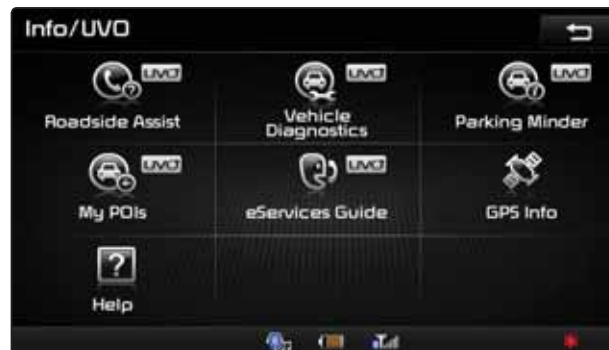 Info/UVO
UVO
UVO
UVO
Roadside Assist
Vehicle
Diagnostics
Parking Minder
UVO
UVO
My POIs
eServices Guide
GPS Info
?
Help